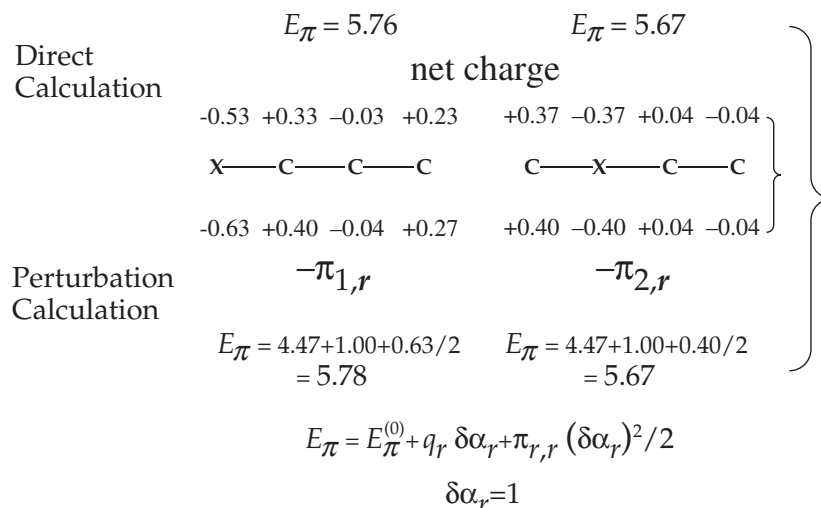 E_π = 5.76 E_π = 5.67
Direct
Calculation
net charge
-0.53 +0.33 –0.03 +0.23 +0.37 –0.37 +0.04 –0.04
X—C—C—C C—X—C—C
-0.63 +0.40 –0.04 +0.27 +0.40 –0.40 +0.04 –0.04
Perturbation
Calculation
–π_{1,r} –π_{2,r}
E_π = 4.47+1.00+0.63/2 E_π = 4.47+1.00+0.40/2
= 5.78 = 5.67
E_π = E_π^{(0)}+ q_r δα_r+π_{r,r} (δα_r)^2/2
δα_r=1